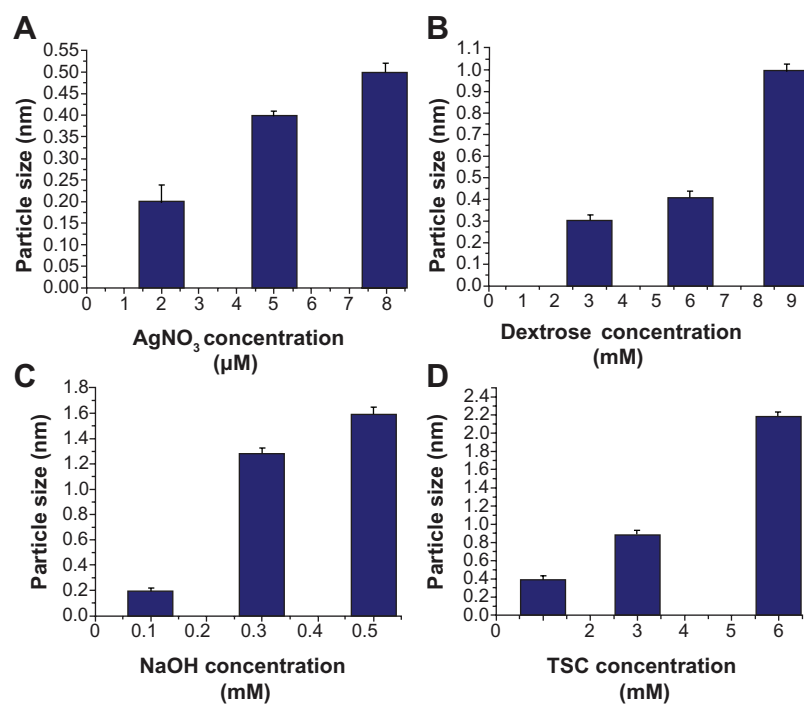 A
Particle size (nm)
0.55
0.50
0.45
0.40
0.35
0.30
0.25
0.20
0.15
0.10
0.05
0.00
0 1 2 3 4 5 6 7 8
AgNO₃ concentration
(µM)
B
Particle size (nm)
1.1
1.0
0.9
0.8
0.7
0.6
0.5
0.4
0.3
0.2
0.1
0.0
0 1 2 3 4 5 6 7 8 9
Dextrose concentration
(mM)
C
Particle size (nm)
1.8
1.6
1.4
1.2
1.0
0.8
0.6
0.4
0.2
0.0
0 0.1 0.2 0.3 0.4 0.5
NaOH concentration
(mM)
D
Particle size (nm)
2.4
2.2
2.0
1.8
1.6
1.4
1.2
1.0
0.8
0.6
0.4
0.2
0.0
0 2 3 4 5 6
TSC concentration
(mM)